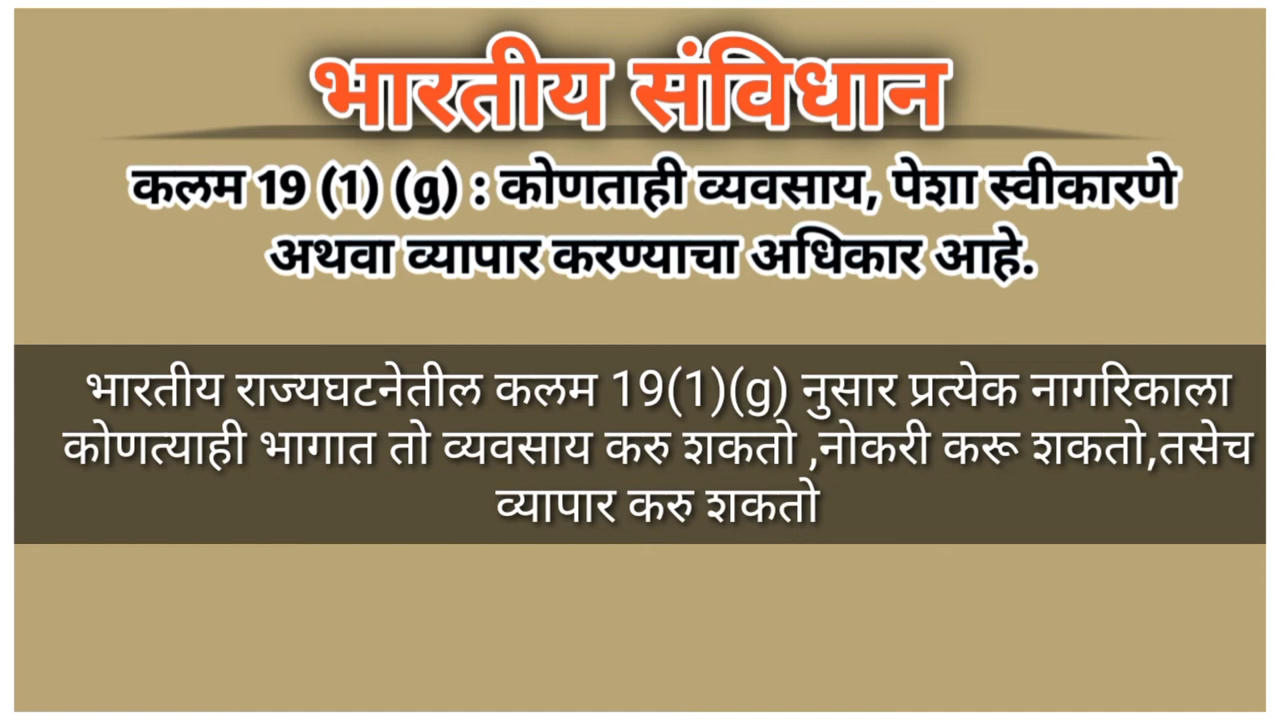 भारतीय संविधान
कलम 19 (1) (g) : कोणताही व्यवसाय, पेशा स्वीकारणे
अथवा व्यापार करण्याचा अधिकार आहे.
भारतीय राज्यघटनेतील कलम 19(1)(g) नुसार प्रत्येक नागरिकाला
कोणत्याही भागात तो व्यवसाय करु शकतो ,नोकरी करू शकतो,तसेच
व्यापार करु शकतो